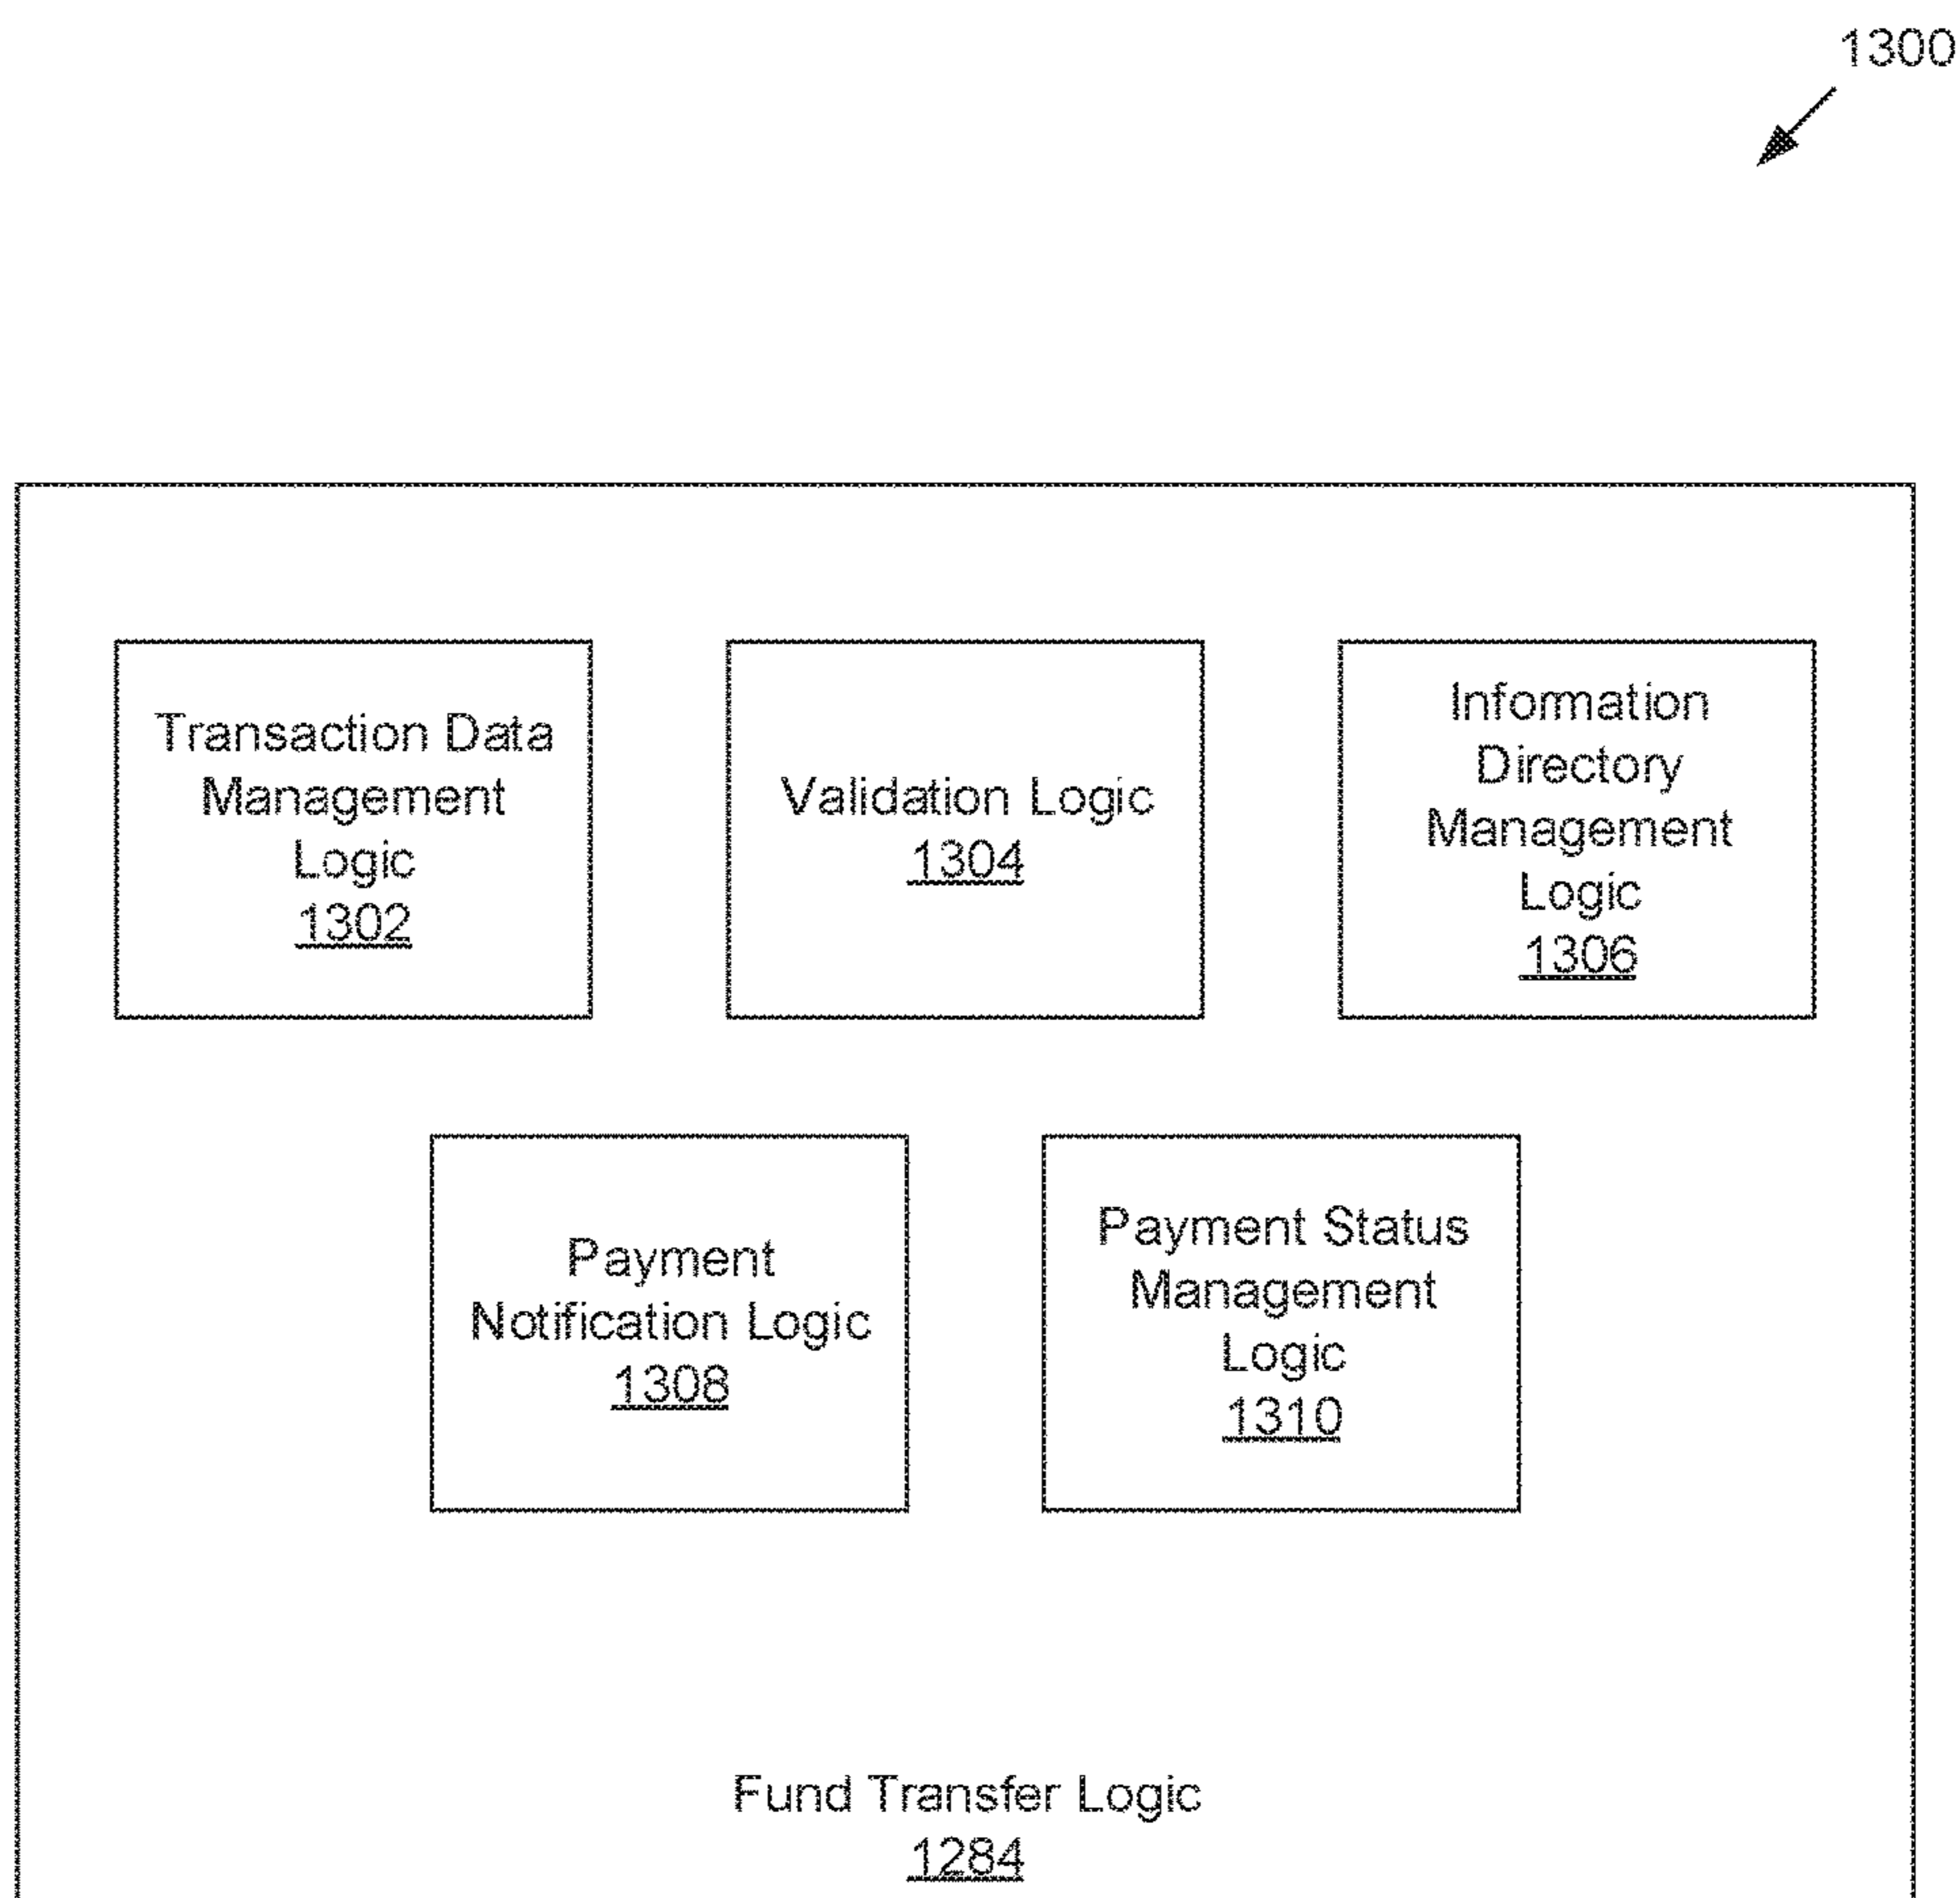 1300
Transaction Data
Management
Logic
1302
Validation Logic
1304
Information
Directory
Management
Logic
1306
Payment
Notification Logic
1308
Payment Status
Management
Logic
1310
Fund Transfer Logic
1284